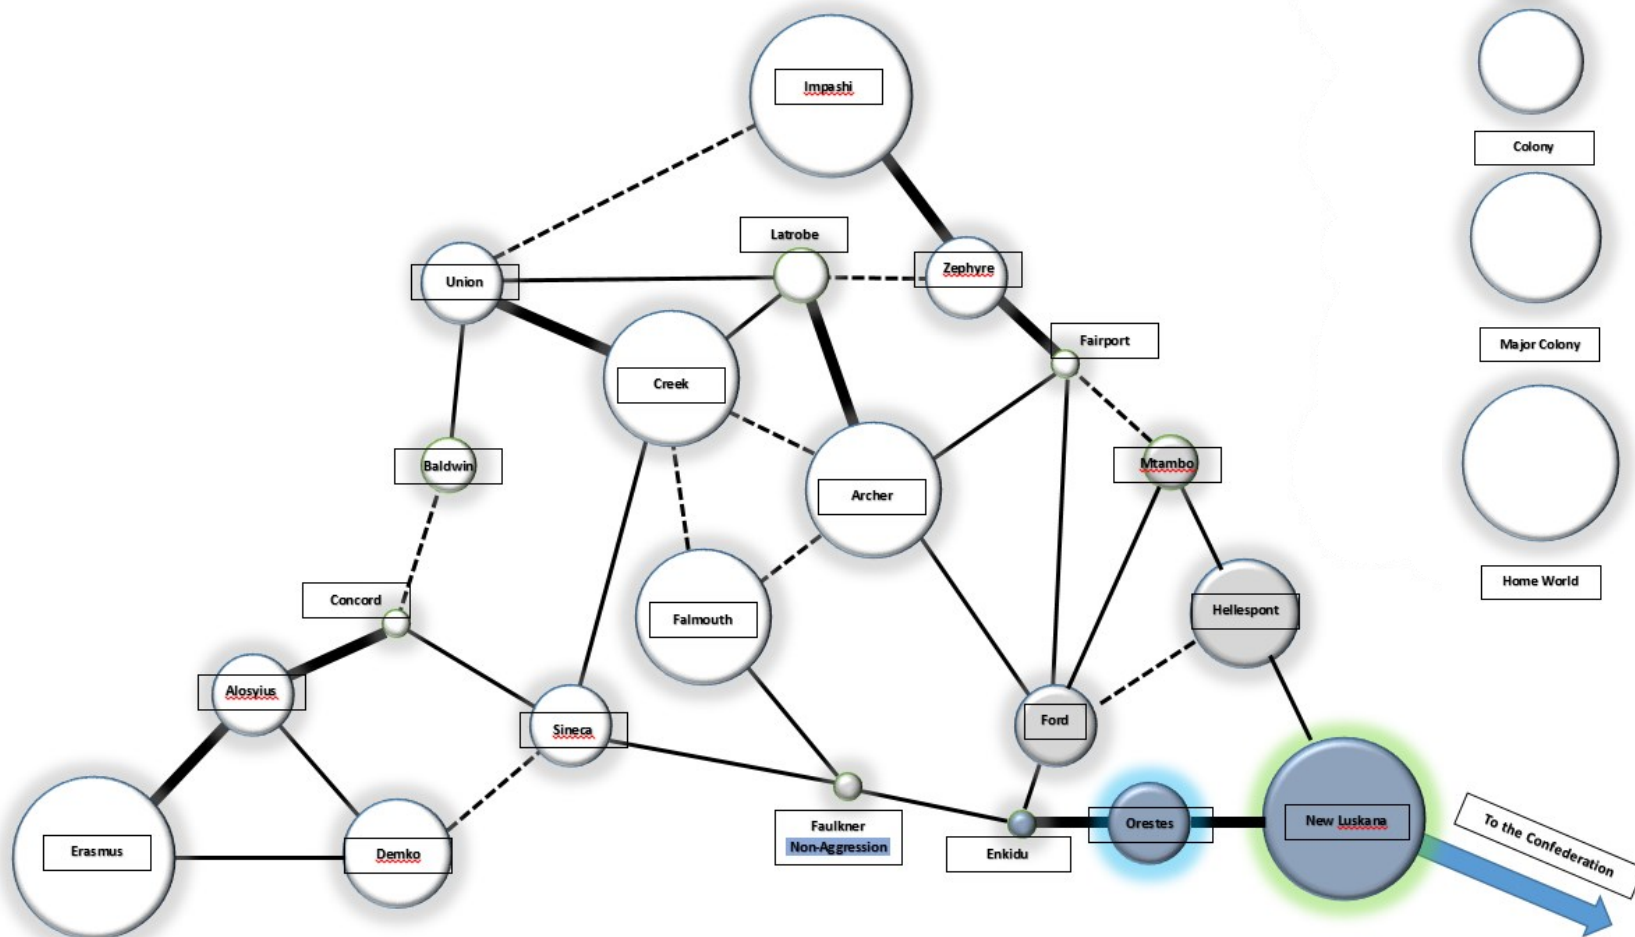 Impashi
Colony
Latrobe
Union
Zephyre
Fairport
Major Colony
Creek
Baldwin
Mtambo
Archer
Concord
Home World
Hellespont
Falmouth
Alosyius
Sineca
Ford
Erasmus
Demko
Faulkner
Non-Aggression
Enkidu
Orestes
New Luskana
To the Confederation